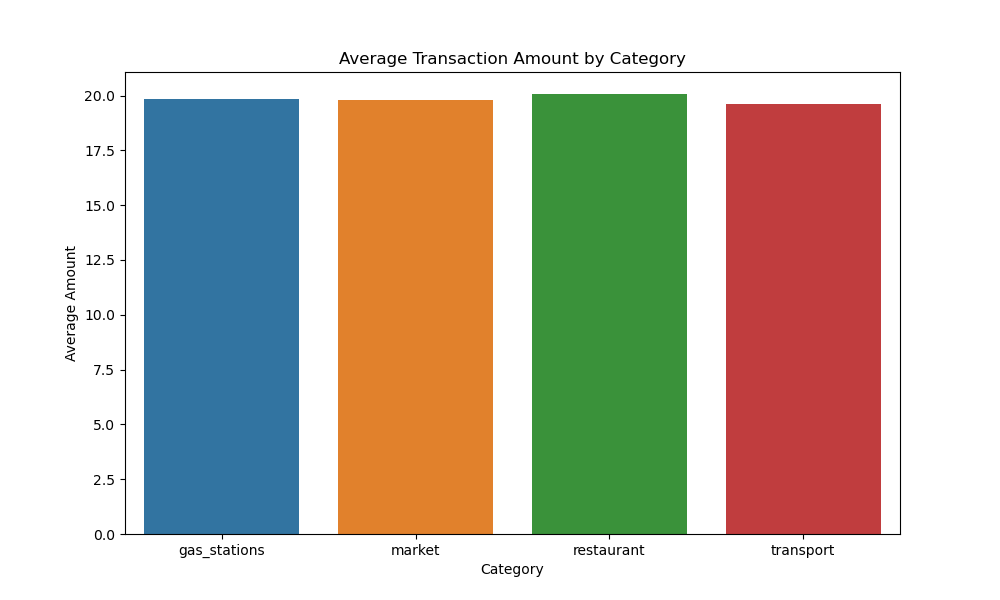 Average Transaction Amount by Category
20.0
17.5
15.0
12.5
10.0
7.5
5.0
2.5
0.0
Average Amount
gas_stations market restaurant transport
Category